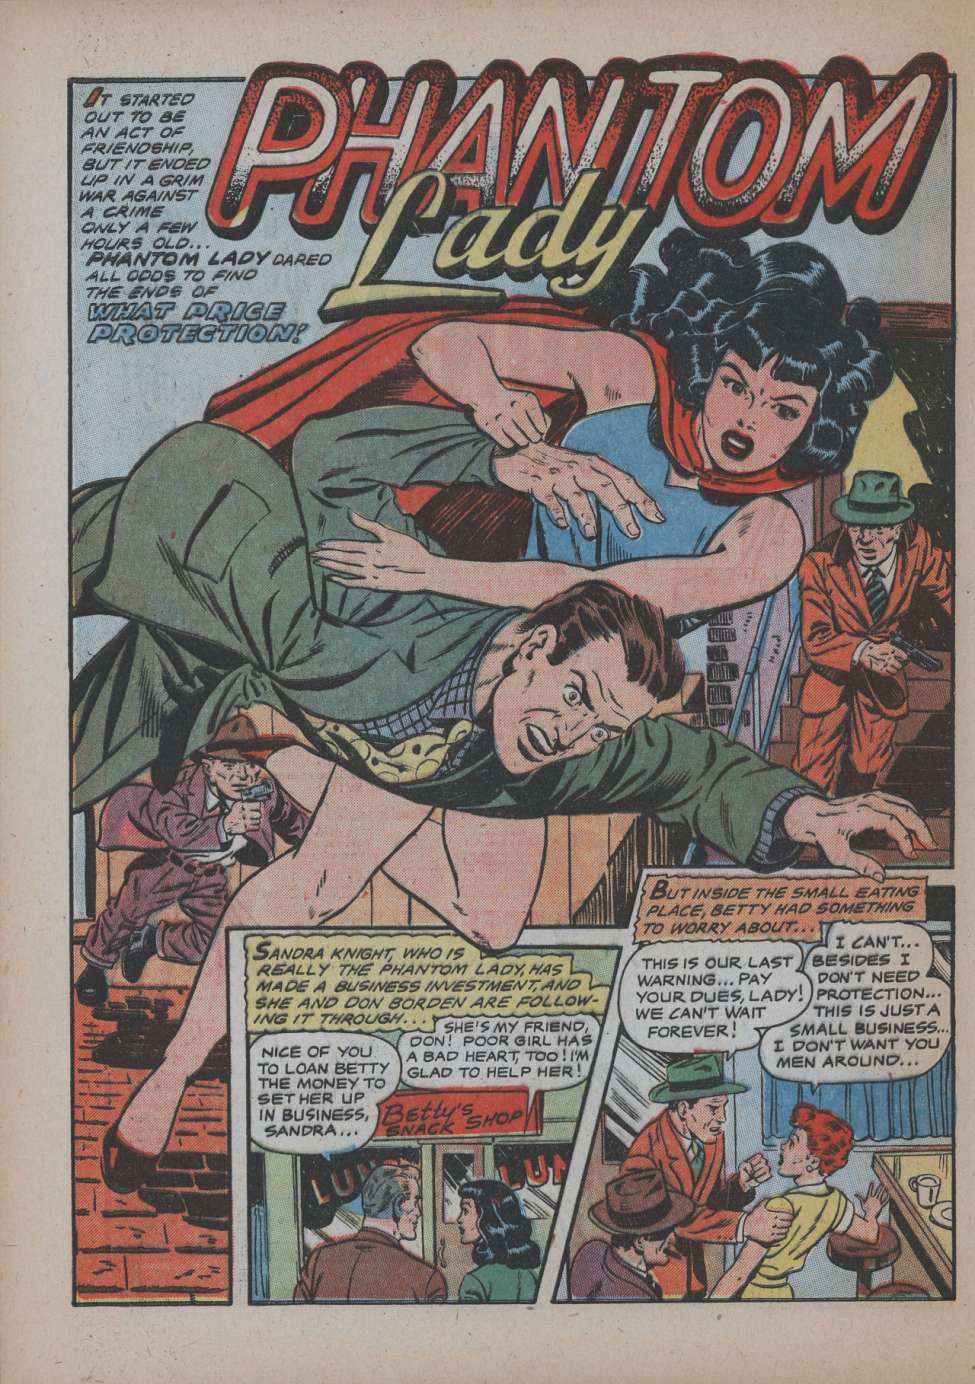 PHANTOM
Lady
IT STARTED
OUT TO BE
AN ACT OF
FRIENDSHIP,
BUT IT ENDED
UP IN A GRIM
WAR AGAINST
A CRIME
ONLY A FEW
HOURS OLD...
PHANTOM LADY DARED
ALL ODDS TO FIND
THE ENDS OF
WHAT PRICE
PROTECTION!
SANDRA KNIGHT, WHO IS
REALLY THE PHANTOM LADY, HAS
MADE A BUSINESS INVESTMENT, AND
SHE AND DON BORDEN ARE FOLLOW-
ING IT THROUGH...
NICE OF YOU
TO LOAN BETTY
THE MONEY TO
SET HER UP
IN BUSINESS,
SANDRA...
SHE'S MY FRIEND,
DON! POOR GIRL HAS
A BAD HEART, TOO! I'M
GLAD TO HELP HER!
Betty's
SNACK SHOP
LU
LUN
BUT INSIDE THE SMALL EATING
PLACE, BETTY HAD SOMETHING
TO WORRY ABOUT...
THIS IS OUR LAST
WARNING... PAY
YOUR DUES, LADY!
WE CAN'T WAIT
FOREVER!
I CAN'T...
BESIDES I
DON'T NEED
PROTECTION...
THIS IS JUST A
SMALL BUSINESS...
I DON'T WANT YOU
MEN AROUND...